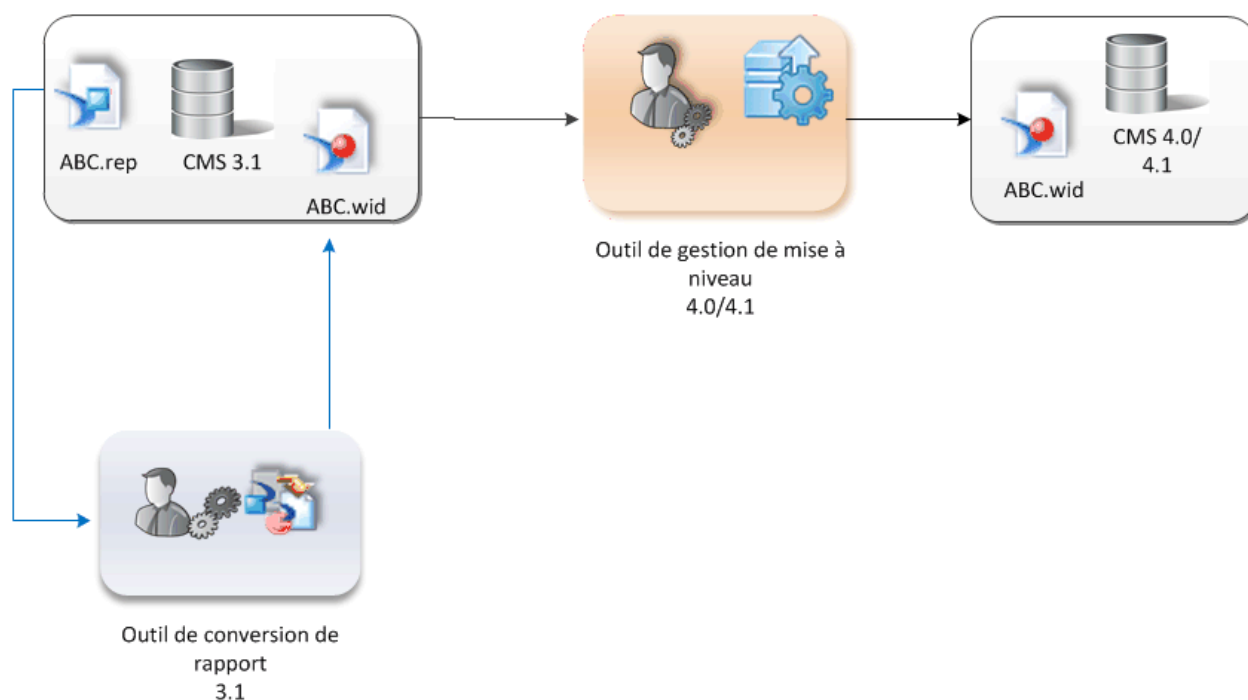 ABC.rep
CMS 3.1
ABC.wid
Outil de gestion de mise à
niveau
4.0/4.1
ABC.wid
CMS 4.0/
4.1
Outil de conversion de
rapport
3.1